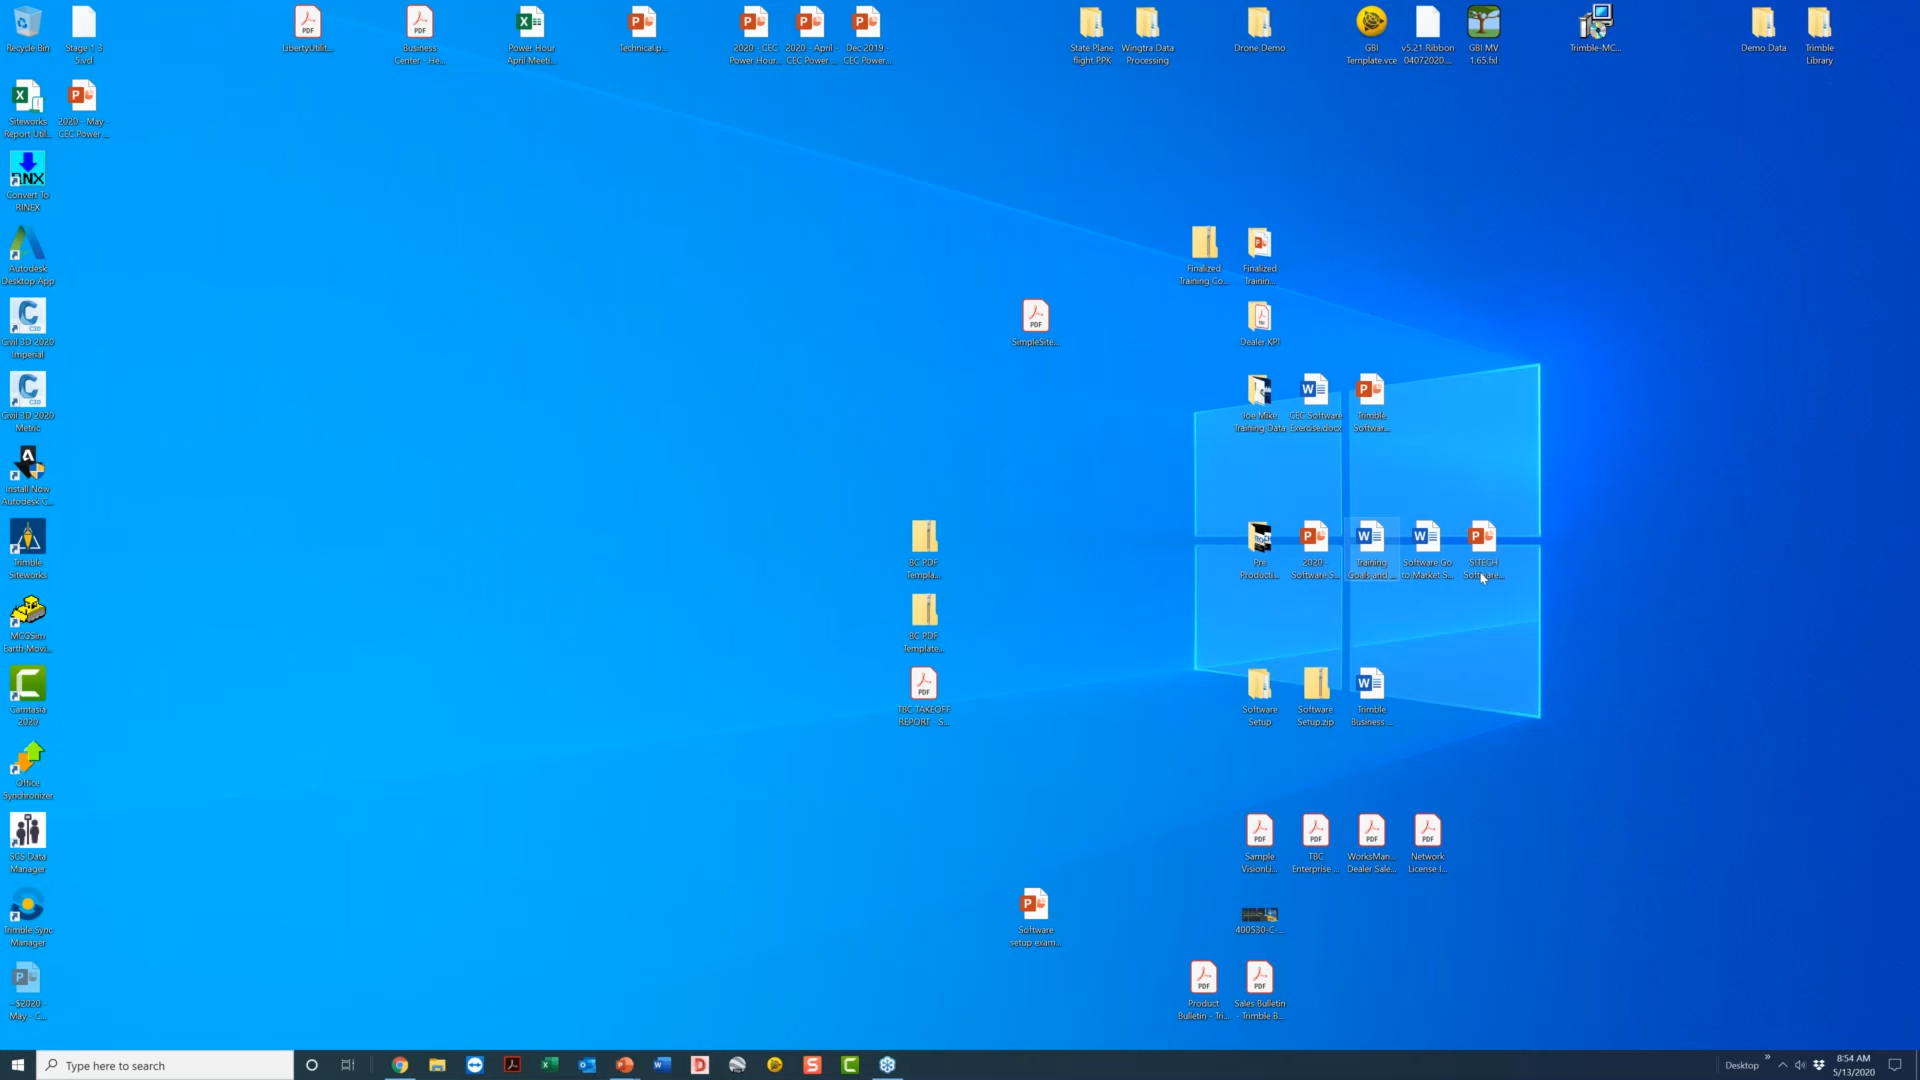 Recycle Bin
Stage 1 3
5.vcl
LibertyUtilit...
Business
Center - He...
Power Hour
April Meeti...
Technical.p...
2020 - CEC
Power Hour...
2020 - April -
CEC Power ...
Dec 2019 -
CEC Power...
State Plane
flight PPK
Wingtra Data
Processing
Drone Demo
GBI
Template.vce
v5.21 Ribbon
04072020....
GBI MV
1.65.fxl
Trimble-MC...
Demo Data
Trimble
Library
Siteworks
Report Util...
2020 - May -
CEC Power ...
Convert To
RINEX
Autodesk
Desktop App
Finalized
Training Co...
Finalized
Trainin...
Civil 3D 2020
Imperial
SimpleSite...
Dealer KPI
Civil 3D 2020
Metric
Joe Mike
Training Data
CEC Software
Exercise.docx
Trimble
Softwar...
Install Now
Autodesk C...
Trimble
Siteworks
BC PDF
Templa...
Pre
Producti...
2020 -
Software S...
Training
Goals and ...
Software Go
to Market S...
SITECH
Software...
MCGSim
Earth Movi...
BC PDF
Template...
Camtasia
2020
TBC TAKEOFF
REPORT - S...
Software
Setup
Software
Setup.zip
Trimble
Business ...
Office
Synchronizer
SCS Data
Manager
Sample
VisionLi...
TBC
Enterprise ...
WorksMan...
Dealer Sale...
Network
License I...
Trimble Sync
Manager
Software
setup exam...
400530-C-...
~$2020 -
May - C...
Product
Bulletin - Tri...
Sales Bulletin
- Trimble B...
Type here to search
Desktop
8:54 AM
5/13/2020